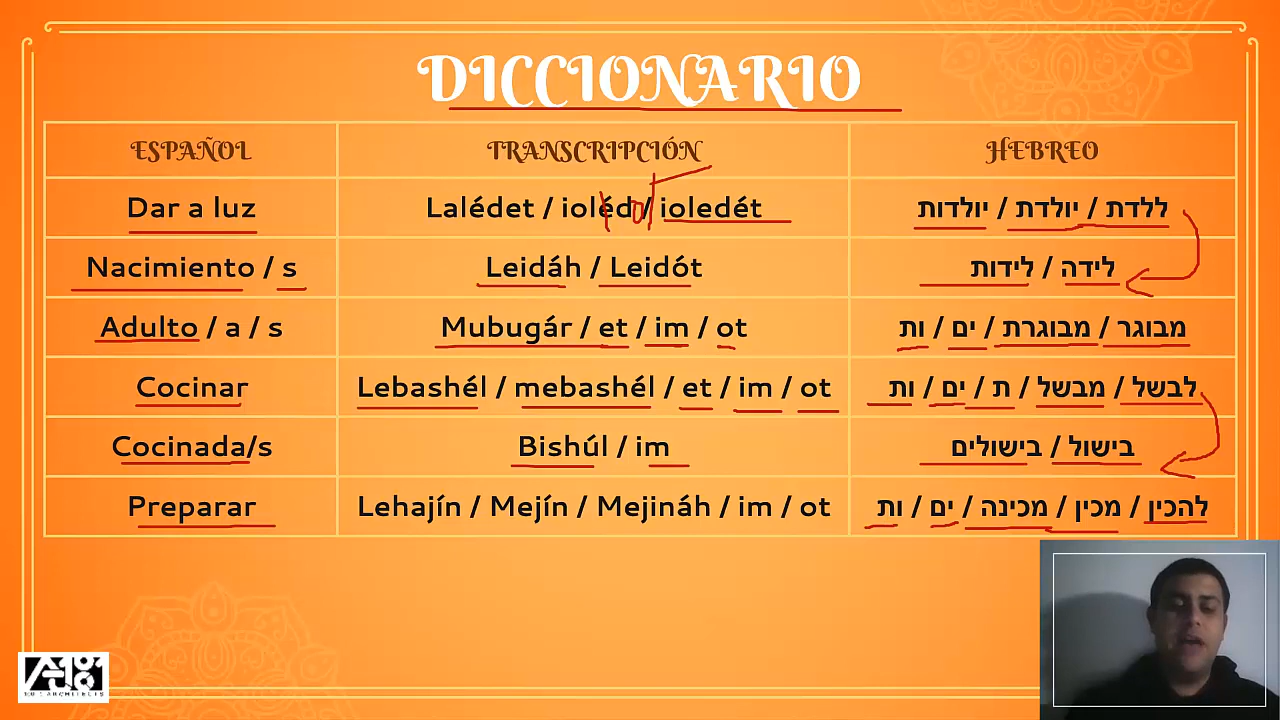 DICCIONARIO
ESPAÑOL TRANSCRIPCIÓN HEBREO
Dar a luz Lalédet / ioléd / ioledét ללדת / יולדת / יולדות
ot
Nacimiento / s Leidáh / Leidót לידה / לידות
Adulto / a / s Mubugár / et / im / ot מבוגר / מבוגרת / ים / ות
Cocinar Lebashél / mebashél / et / im / ot לבשל / מבשל / ת / ים / ות
Cocinada/s Bishúl / im בישול / בישולים
Preparar Lehajín / Mejín / Mejináh / im / ot להכין / מכין / מכינה / ים / ות